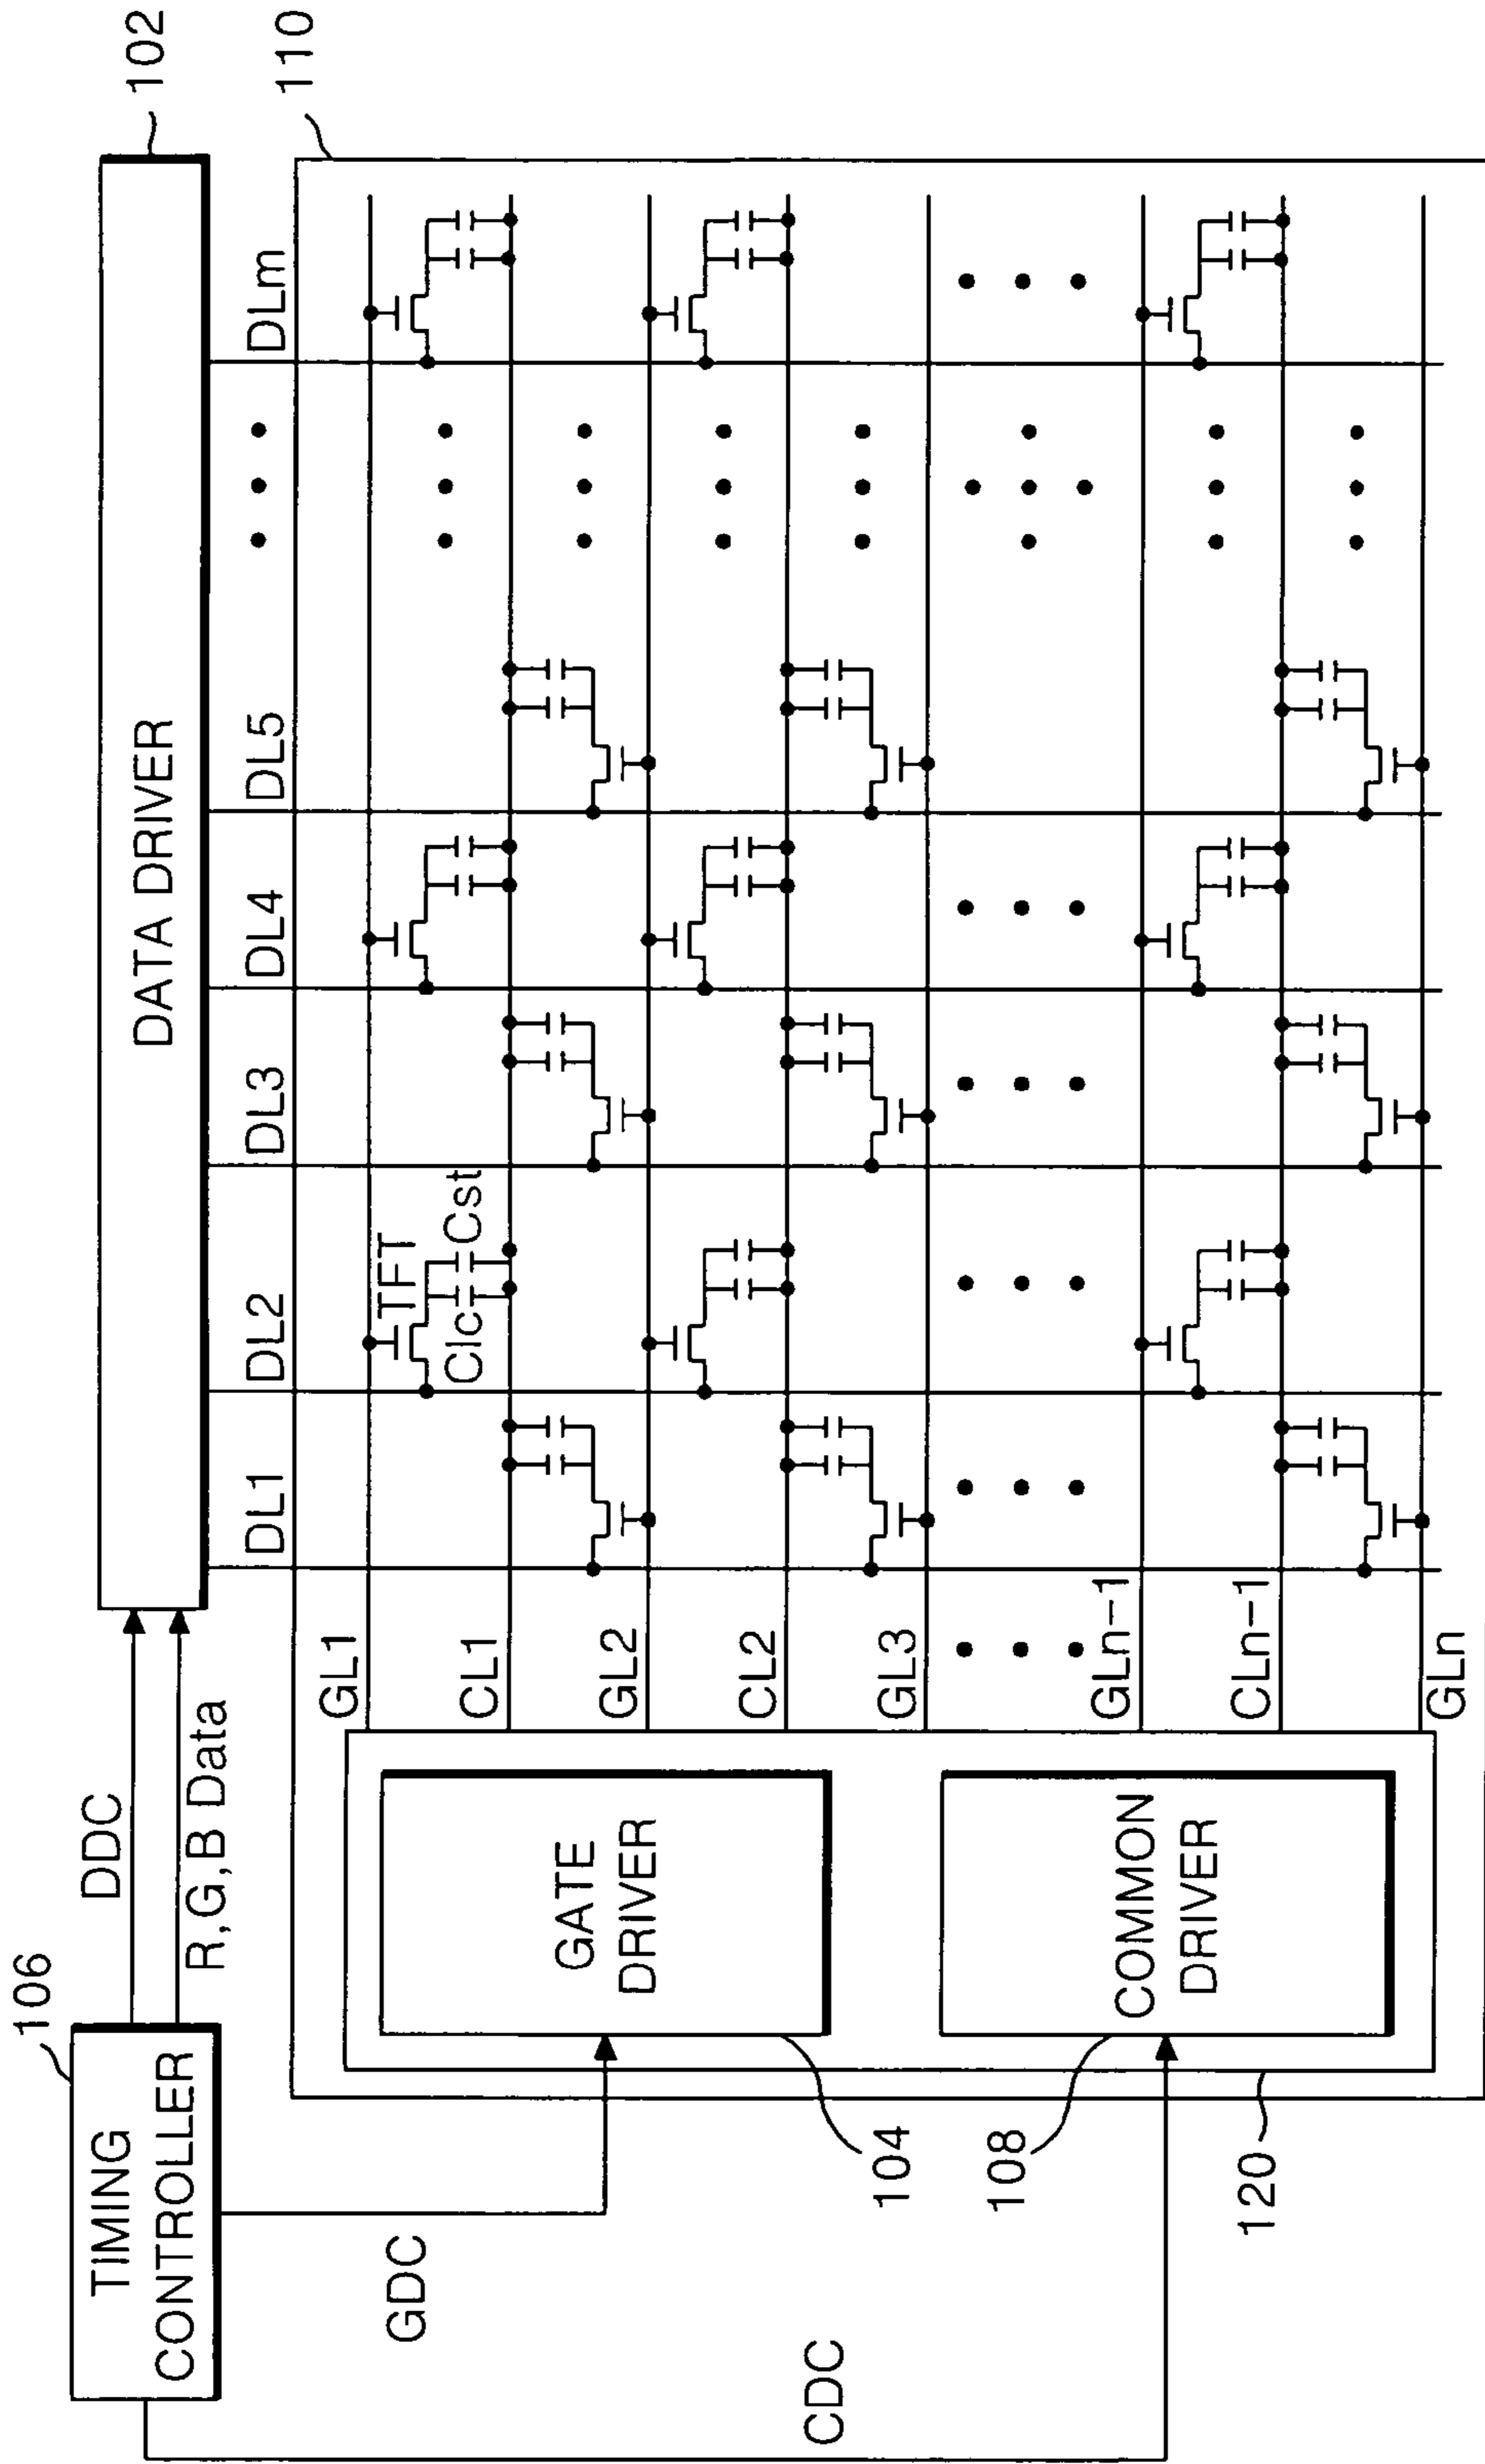 106
TIMING
CONTROLLER
DDC
R,G,B Data
DATA DRIVER
102
110
GDC
CDC
DL1
DL2
DL3
DL4
DL5
DLm
GL1
TFT
Clc
Cst
CL1
GATE
DRIVER
GL2
CL2
104
GL3
108
COMMON
DRIVER
GLn-1
CLn-1
120
GLn